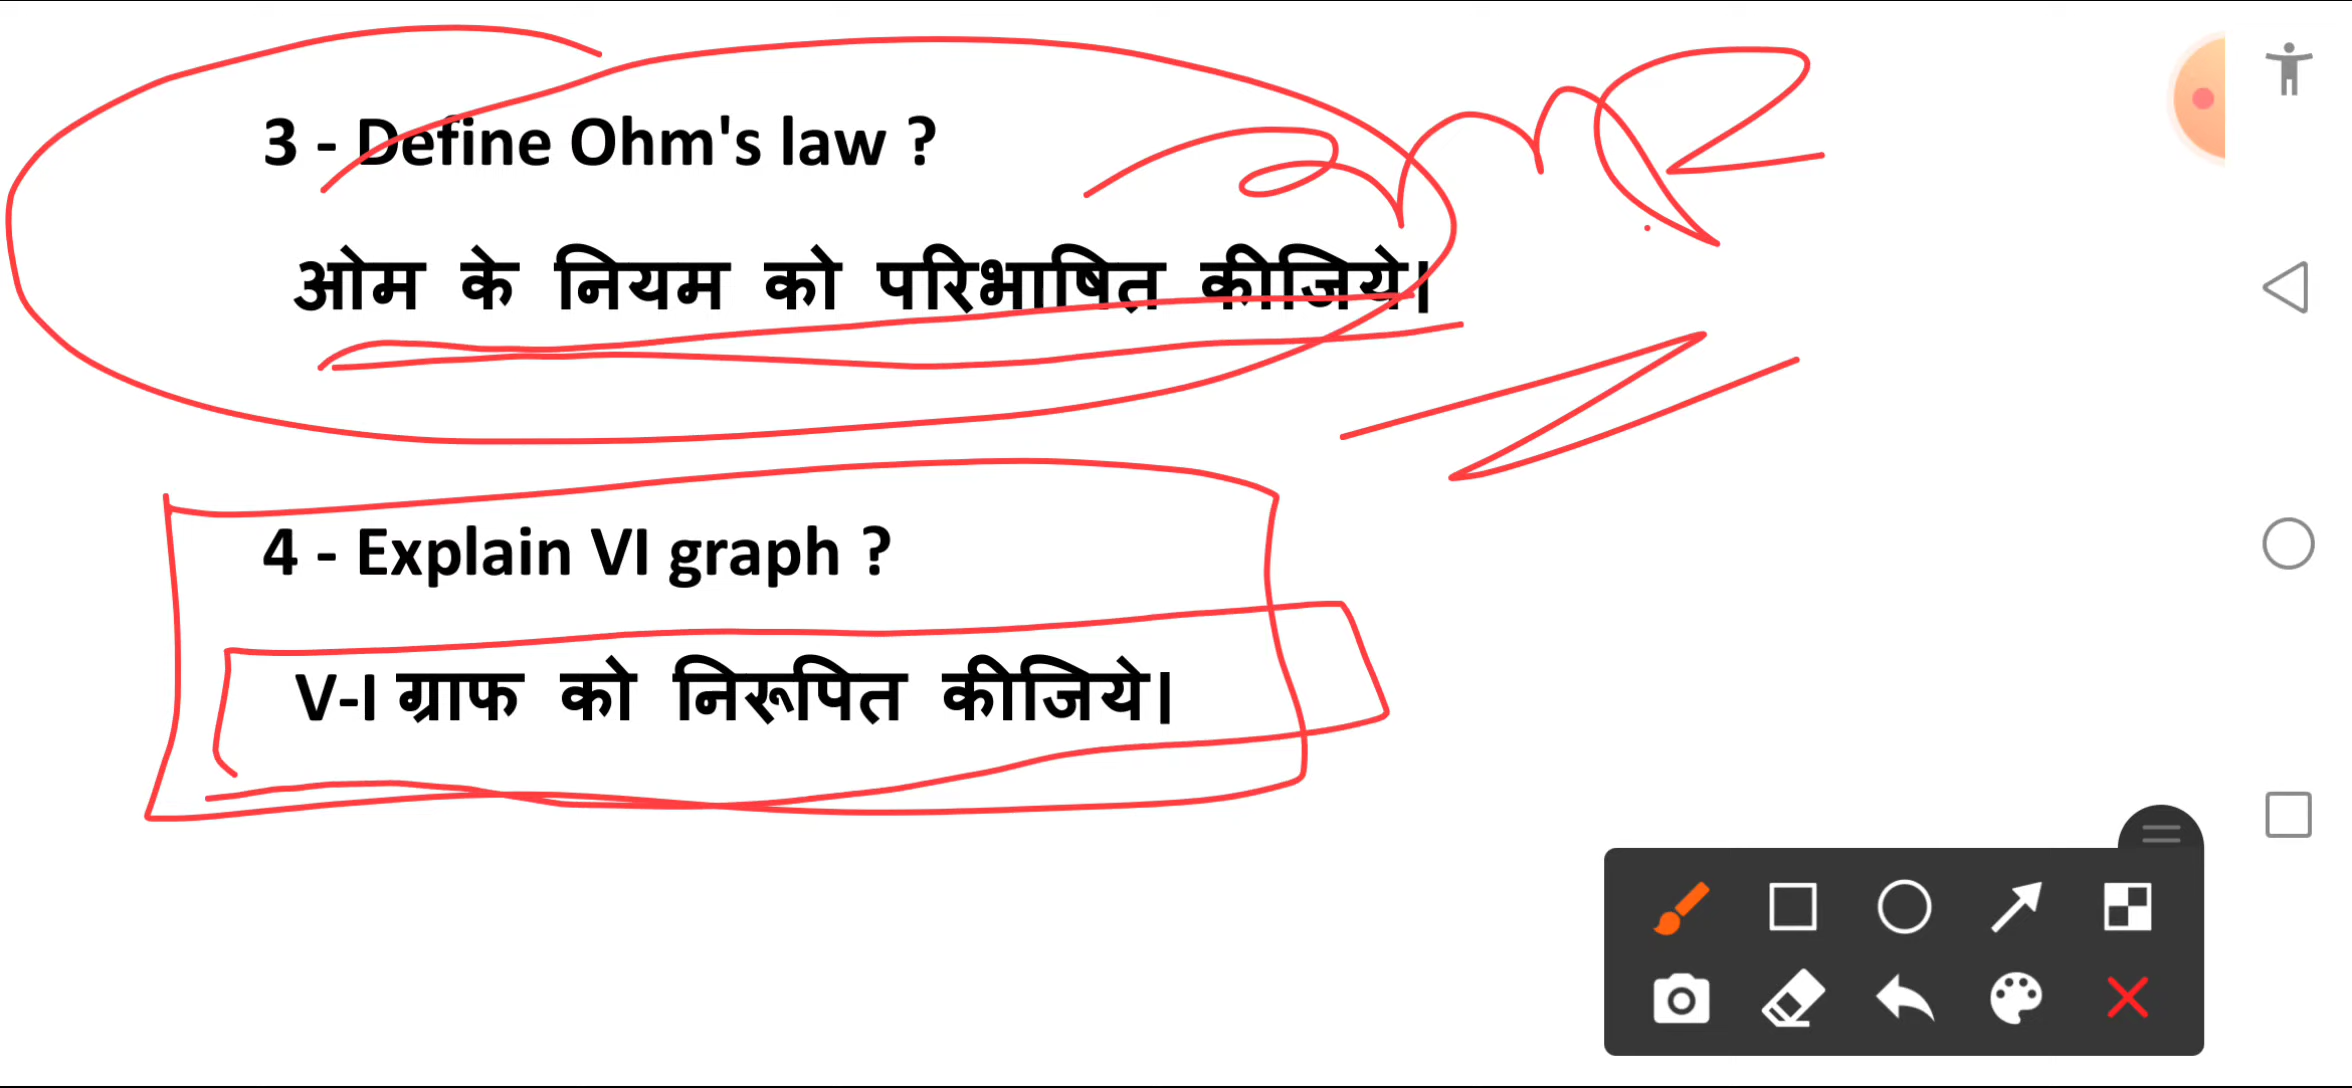 3 - Define Ohm's law ?
ओम के नियम को परिभाषित कीजिये।
4 - Explain VI graph ?
V-I ग्राफ को निरूपित कीजिये।